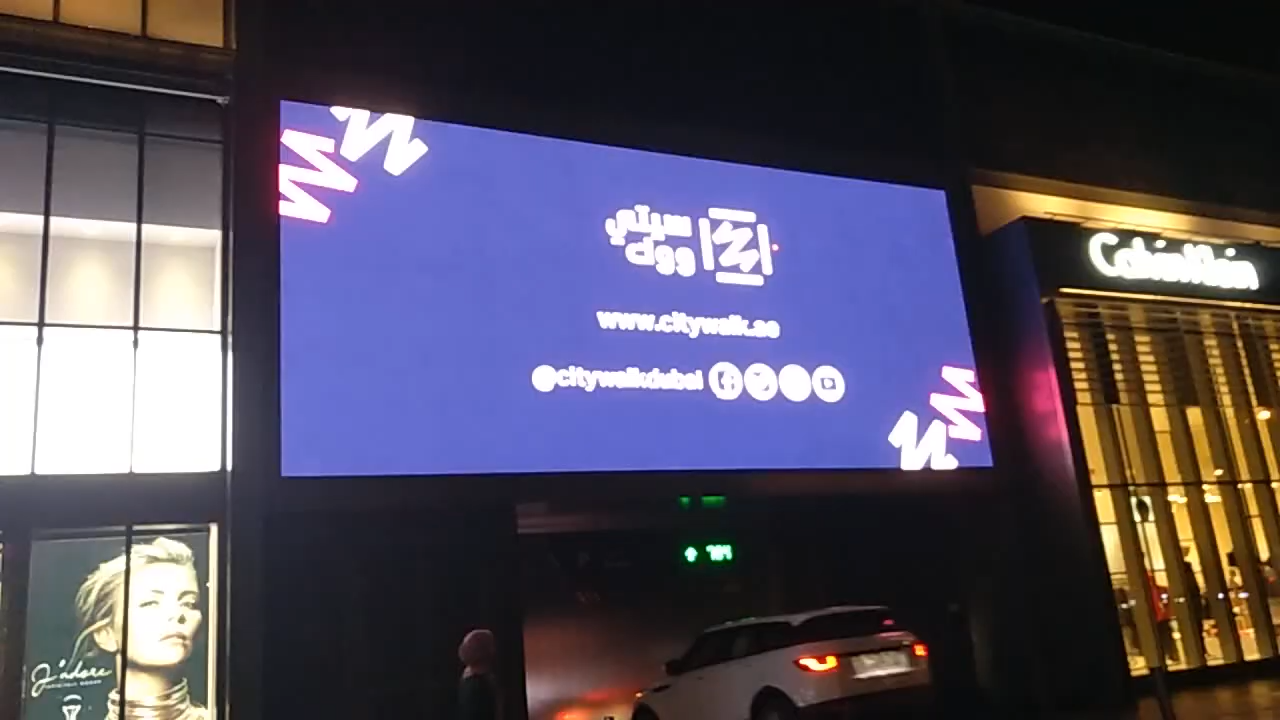 سيتي
ووك
www.citywalk.ae
@citywalkdubai
Calvin Klein
J'adore